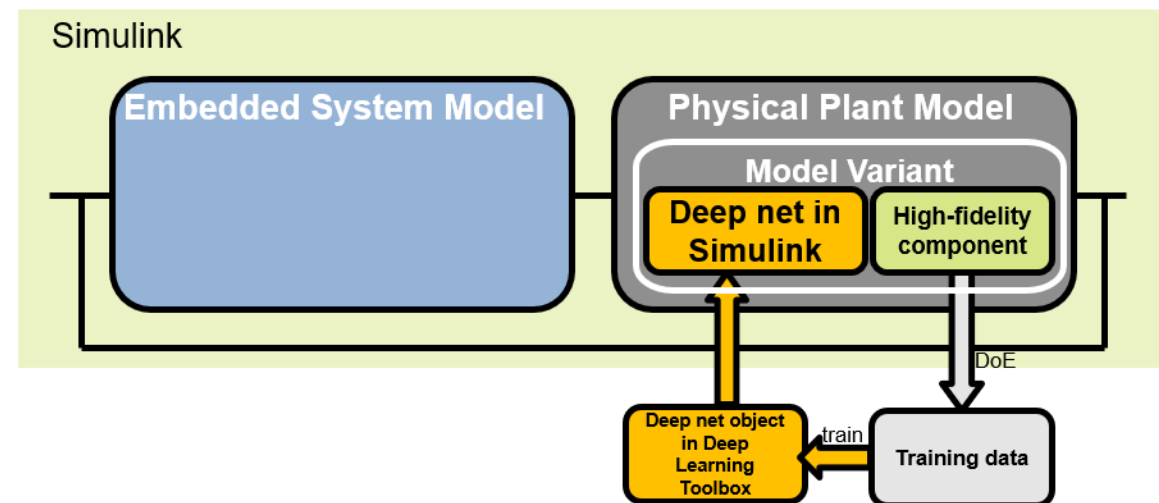 Simulink
Embedded System Model
Physical Plant Model
Model Variant
Deep net in
Simulink
High-fidelity
component
DoE
Deep net object
in Deep
Learning
Toolbox
train
Training data